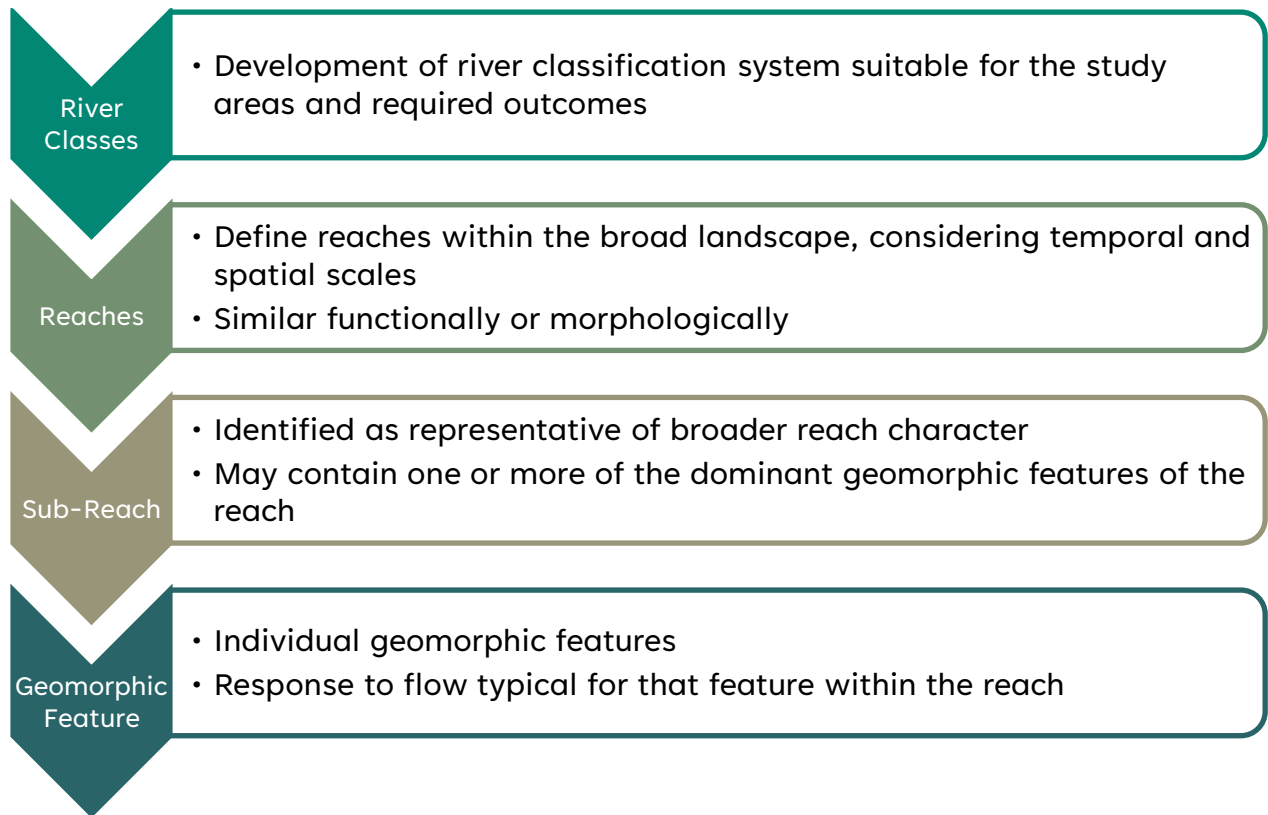 River
Classes
• Development of river classification system suitable for the study
areas and required outcomes
Reaches
• Define reaches within the broad landscape, considering temporal and
spatial scales
• Similar functionally or morphologically
Sub-Reach
• Identified as representative of broader reach character
• May contain one or more of the dominant geomorphic features of the
reach
Geomorphic
Feature
• Individual geomorphic features
• Response to flow typical for that feature within the reach